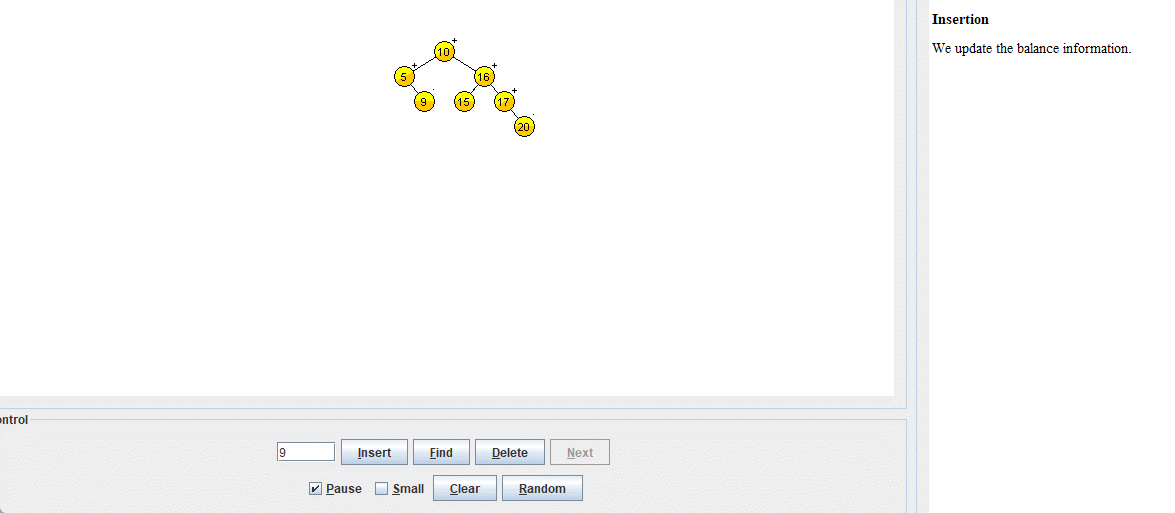 Insertion
We update the balance information.
+
10
+
+
5
16
+
9
15
17
20
ontrol
9
Insert
Find
Delete
Next
Pause
Small
Clear
Random